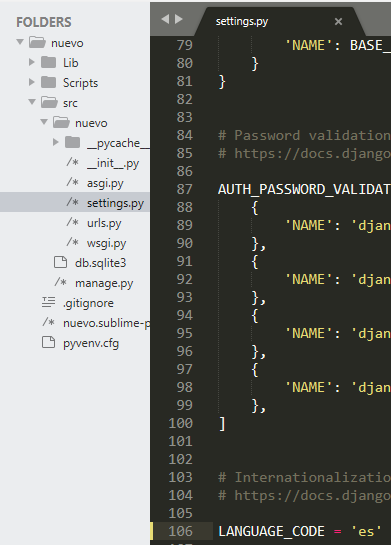 FOLDERS
nuevo
Lib
Scripts
src
nuevo
__pycache__
__init__.py
asgi.py
settings.py
urls.py
wsgi.py
db.sqlite3
manage.py
.gitignore
nuevo.sublime-p
pyvenv.cfg
settings.py
79 'NAME': BASE_
80 }
81 }
82
83
84 # Password validation
85 # https://docs.django
86
87 AUTH_PASSWORD_VALIDAT
88 {
89 'NAME': 'djan
90 },
91 {
92 'NAME': 'djan
93 },
94 {
95 'NAME': 'djan
96 },
97 {
98 'NAME': 'djan
99 },
100 ]
101
102
103 # Internationalizatio
104 # https://docs.django
105
106 LANGUAGE_CODE = 'es'